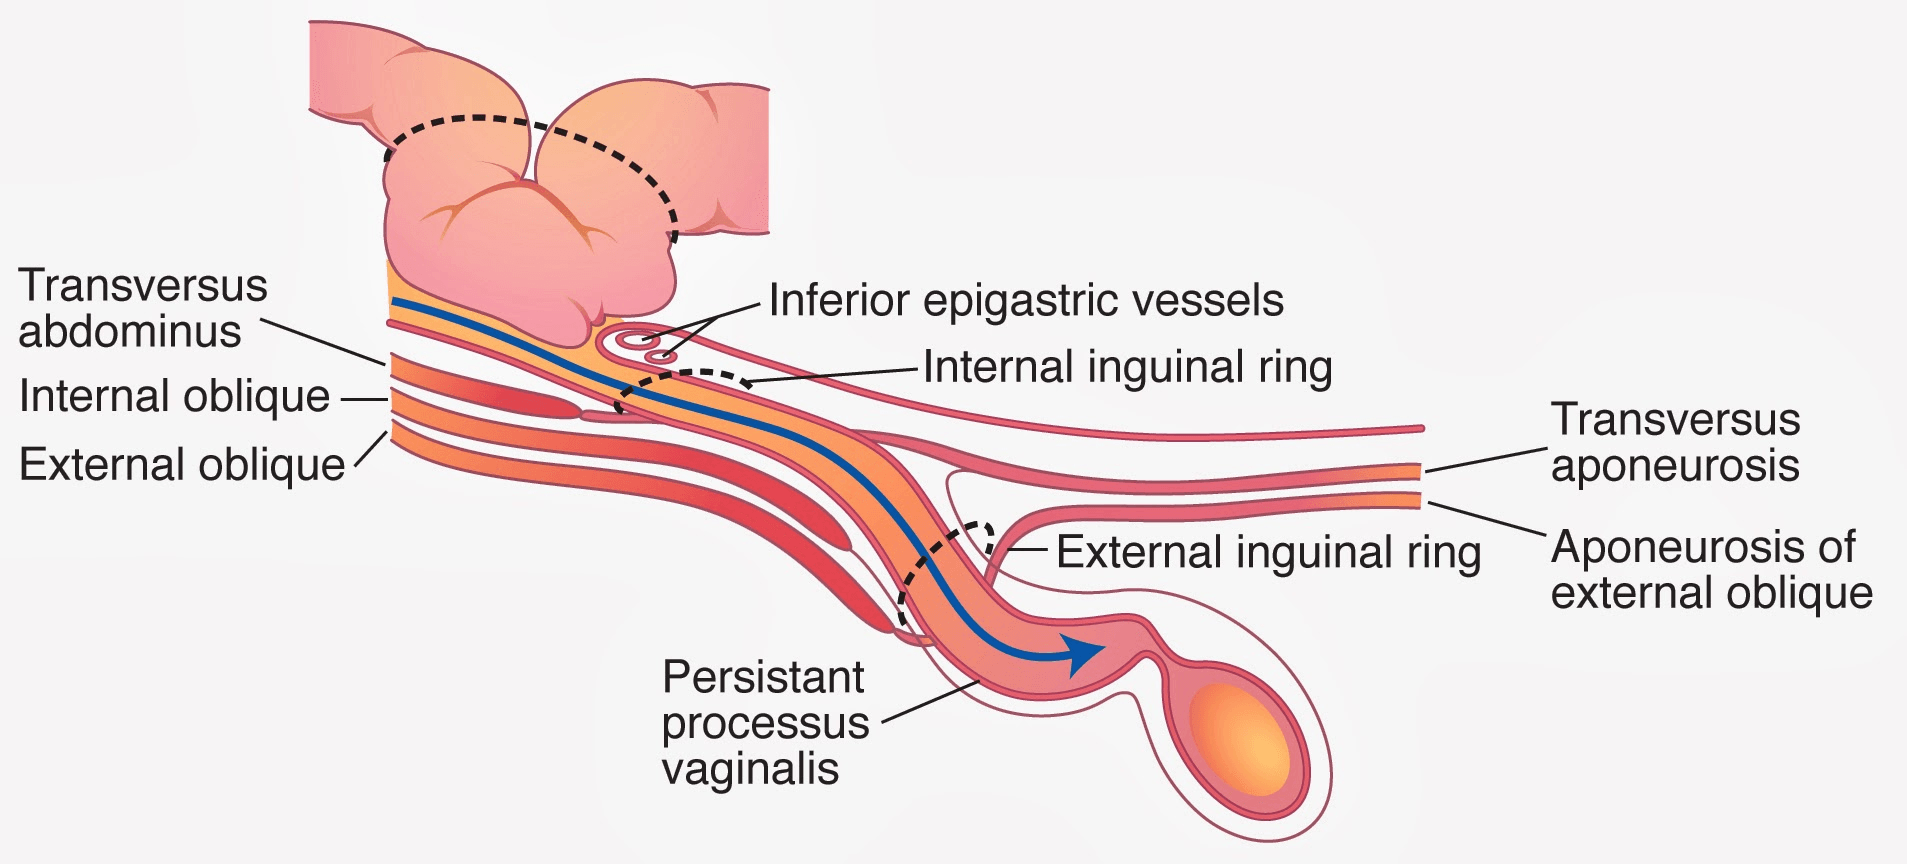 Transversus
abdominus
Internal oblique
External oblique
Inferior epigastric vessels
Internal inguinal ring
Transversus
aponeurosis
External inguinal ring
Aponeurosis of
external oblique
Persistant
processus
vaginalis